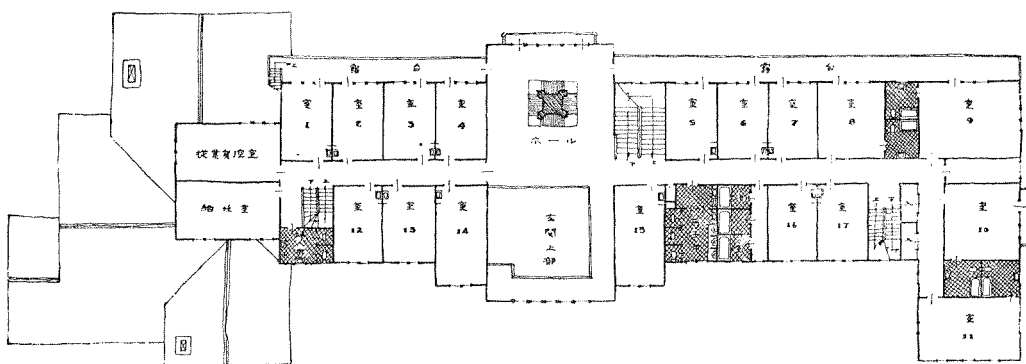 露台
露台
室 1
室 2
室 3
室 4
ホール
室 5
室 6
室 7
室 8
室 9
従業員控室
室
室 12
室 13
室 14
玄関上部
室 15
室 16
室 17
室 10
室 11